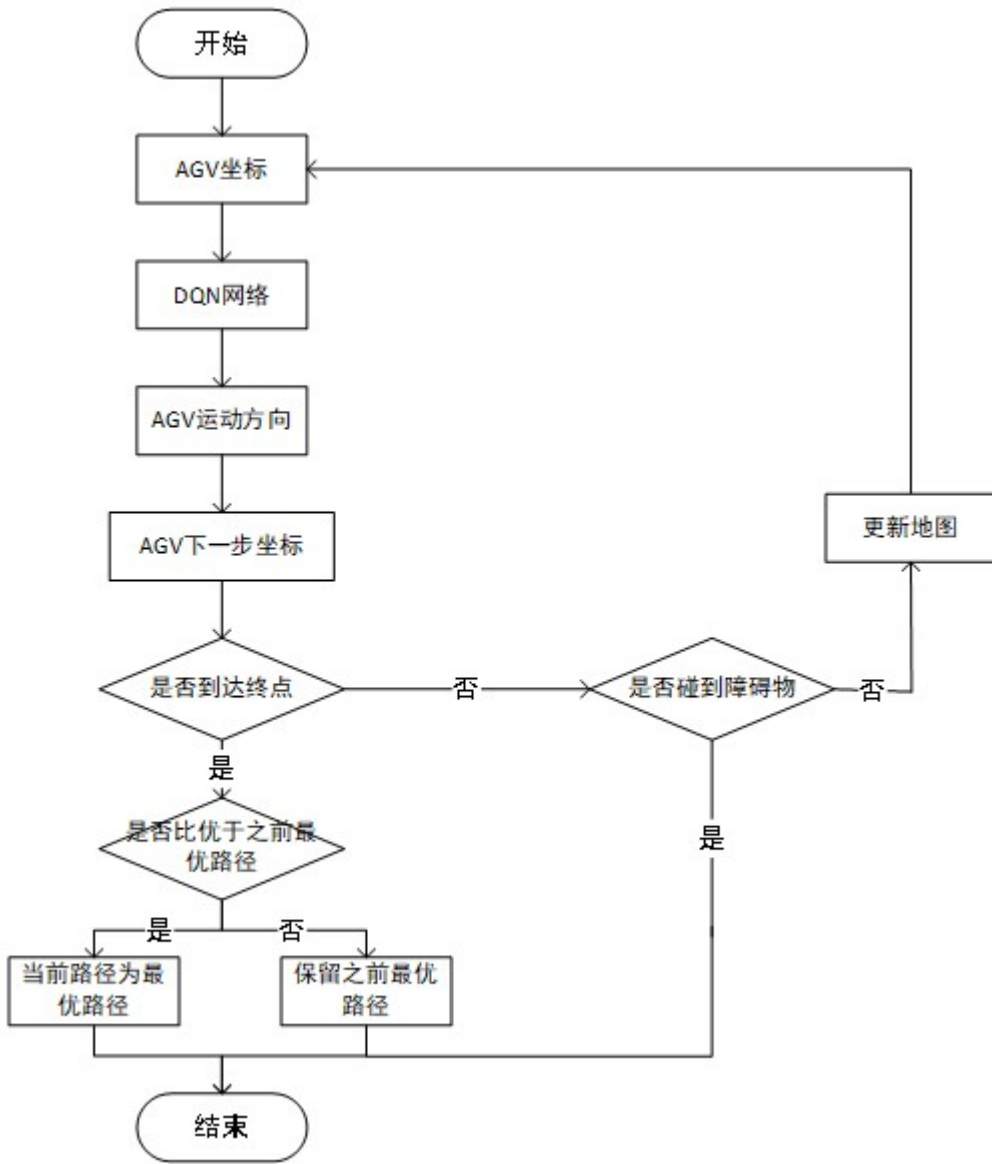 开始
AGV坐标
DQN网络
AGV运动方向
AGV下一步坐标
更新地图
是否到达终点
否
是否碰到障碍物
否
是
是否比优于之前最
优路径
是
是
否
当前路径为最
优路径
保留之前最优
路径
结束